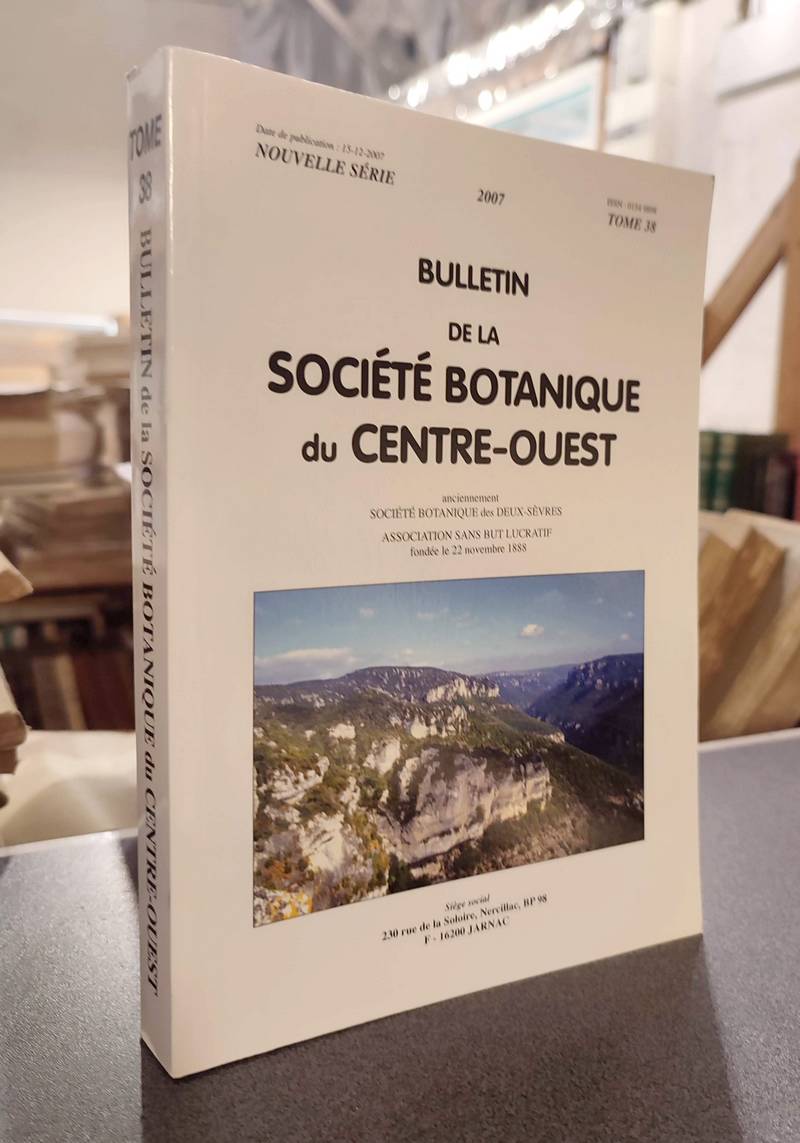 TOME
38
BULLETIN de la SOCIÉTÉ BOTANIQUE du CENTRE-OUEST
Date de publication : 15-12-2007
NOUVELLE SÉRIE
2007
TOME 38
BULLETIN
DE LA
SOCIÉTÉ BOTANIQUE
du CENTRE-OUEST
anciennement
SOCIÉTÉ BOTANIQUE des DEUX-SÈVRES
ASSOCIATION SANS BUT LUCRATIF
fondée le 22 novembre 1888
Siège social
230 rue de la Soloire, Nercillac, BP 98
F - 16200 JARNAC